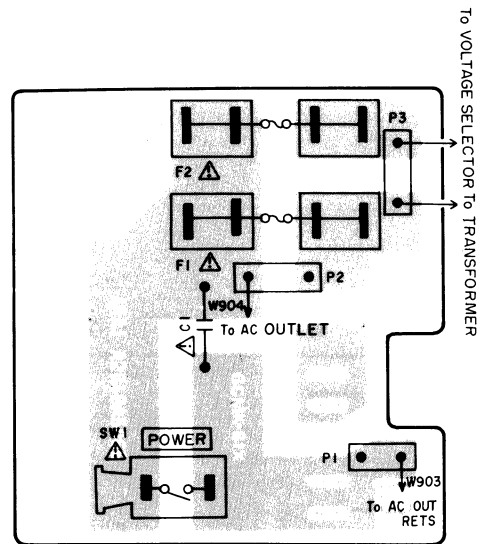 To VOLTAGE SELECTOR To TRANSFORMER
P3
F2
F1
P2
W904
C1
To AC OUTLET
SW1
POWER
P1
W903
To AC OUT
RETS